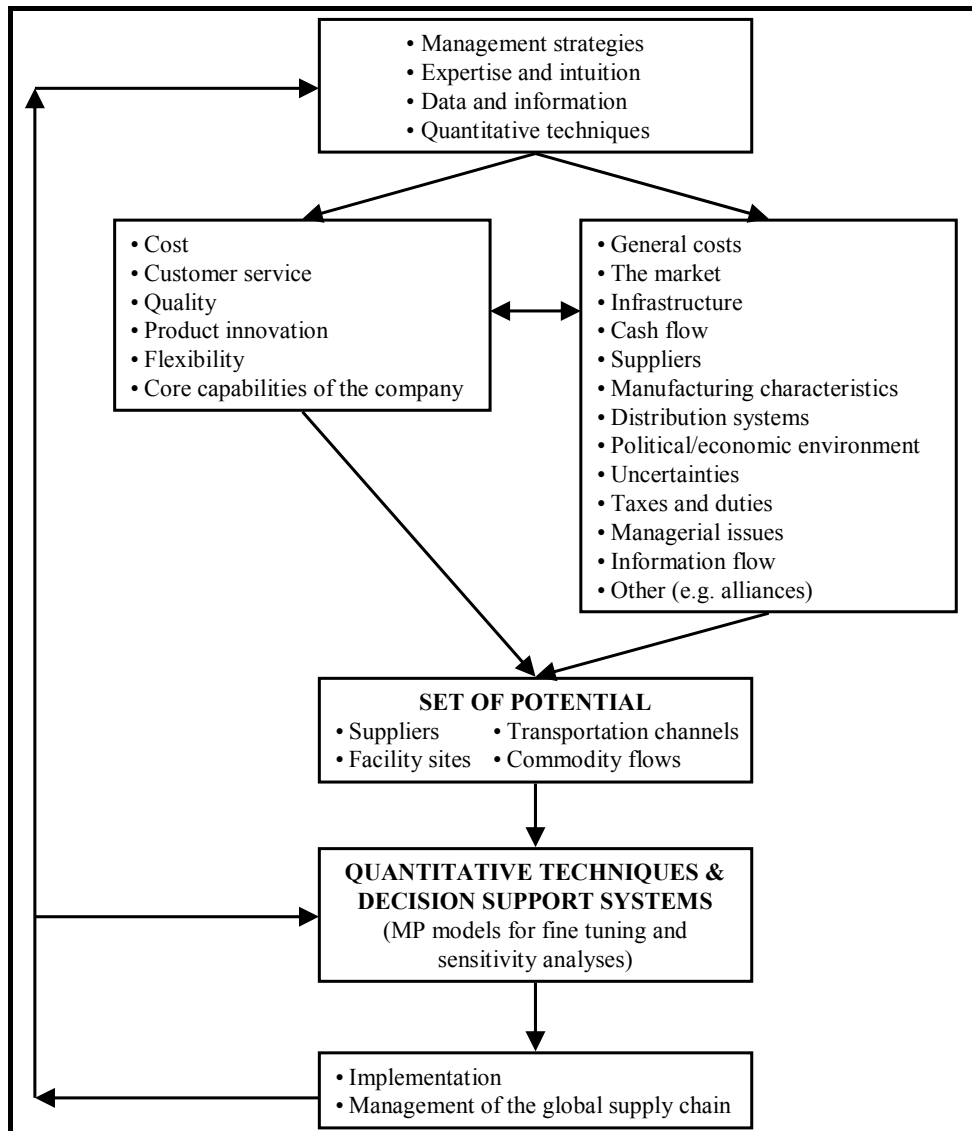 • Management strategies
• Expertise and intuition
• Data and information
• Quantitative techniques
• Cost
• Customer service
• Quality
• Product innovation
• Flexibility
• Core capabilities of the company
• General costs
• The market
• Infrastructure
• Cash flow
• Suppliers
• Manufacturing characteristics
• Distribution systems
• Political/economic environment
• Uncertainties
• Taxes and duties
• Managerial issues
• Information flow
• Other (e.g. alliances)
SET OF POTENTIAL
• Suppliers • Transportation channels
• Facility sites • Commodity flows
QUANTITATIVE TECHNIQUES &
DECISION SUPPORT SYSTEMS
(MP models for fine tuning and
sensitivity analyses)
• Implementation
• Management of the global supply chain